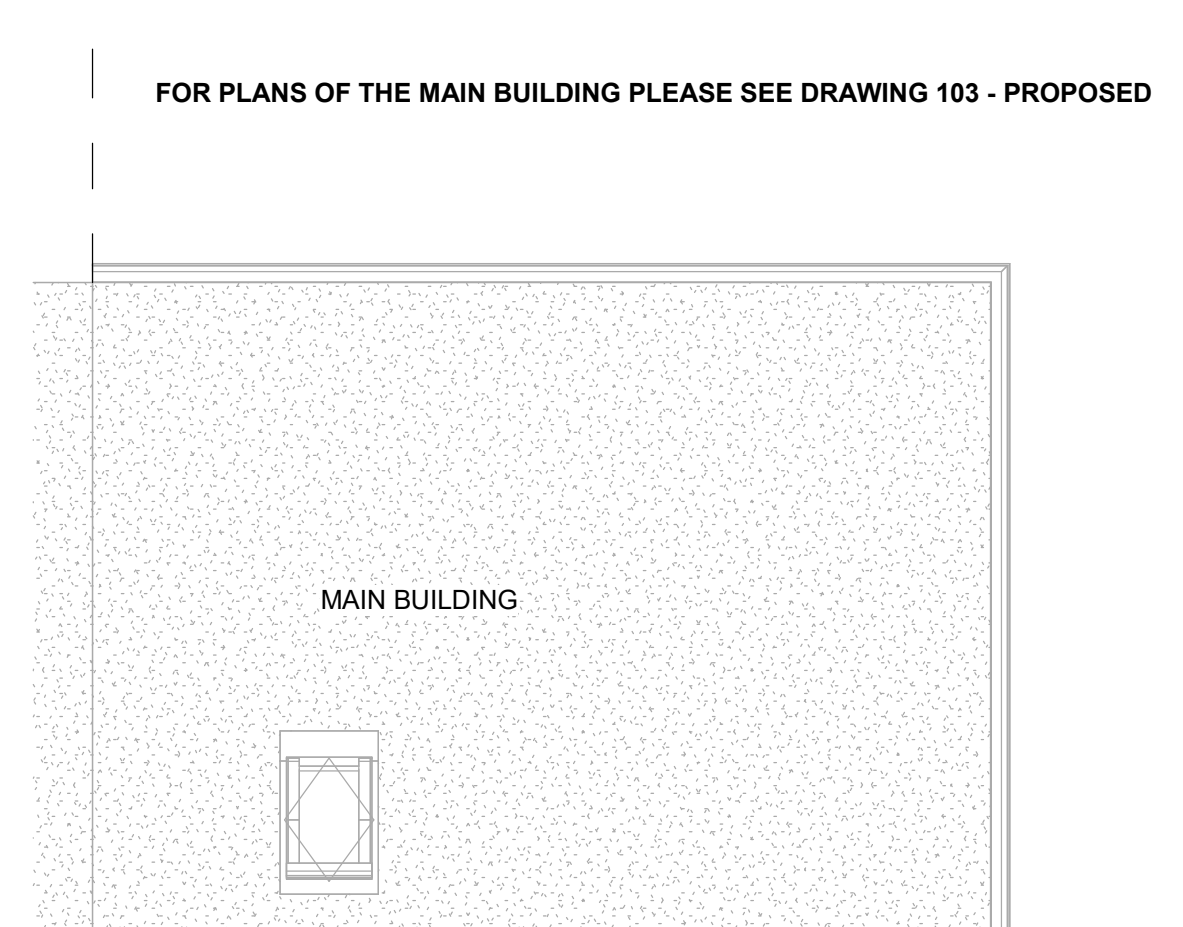 FOR PLANS OF THE MAIN BUILDING PLEASE SEE DRAWING 103 - PROPOSED
MAIN BUILDING